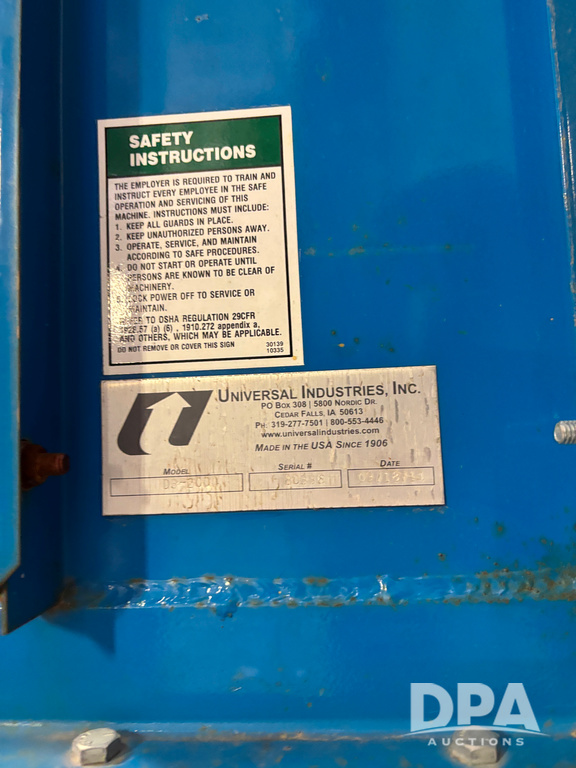 SAFETY
INSTRUCTIONS
THE EMPLOYER IS REQUIRED TO TRAIN AND
INSTRUCT EVERY EMPLOYEE IN THE SAFE
OPERATION AND SERVICING OF THIS
MACHINE. INSTRUCTIONS MUST INCLUDE:
1. KEEP ALL GUARDS IN PLACE.
2. KEEP UNAUTHORIZED PERSONS AWAY.
3. OPERATE, SERVICE, AND MAINTAIN
ACCORDING TO SAFE PROCEDURES.
4. DO NOT START OR OPERATE UNTIL
PERSONS ARE KNOWN TO BE CLEAR OF
MACHINERY.
5. LOCK POWER OFF TO SERVICE OR
MAINTAIN.
TO OSHA REGULATION 29CFR
1928.57 (a) (6) , 1910.272 appendix a,
AND OTHERS, WHICH MAY BE APPLICABLE.
DO NOT REMOVE OR COVER THIS SIGN
30139
10335
UNIVERSAL INDUSTRIES, INC.
PO BOX 308 | 5800 NORDIC DR.
CEDAR FALLS, IA 50613
PH: 319-277-7501 | 800-553-4446
www.universalindustries.com
MADE IN THE USA SINCE 1906
MODEL
SERIAL #
DATE
DPA
AUCTIONS